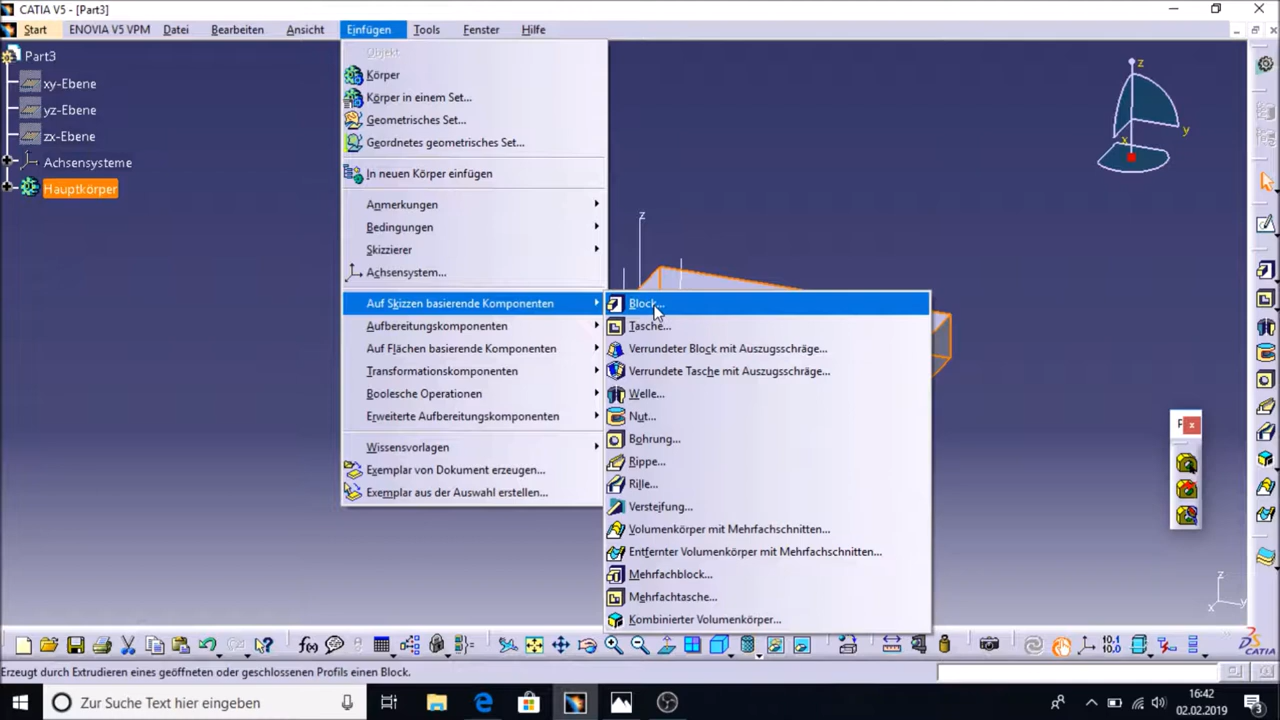 CATIA V5 - [Part3]
Start ENOVIA V5 VPM Datei Bearbeiten Ansicht Einfügen Tools Fenster Hilfe
Part3
xy-Ebene
yz-Ebene
zx-Ebene
Achsensysteme
Hauptkörper
Objekt
Körper
Körper in einem Set...
Geometrisches Set...
Geordnetes geometrisches Set...
In neuen Körper einfügen
Anmerkungen
Bedingungen
Skizzierer
Achsensystem...
Auf Skizzen basierende Komponenten
Aufbereitungskomponenten
Auf Flächen basierende Komponenten
Transformationskomponenten
Boolesche Operationen
Erweiterte Aufbereitungskomponenten
Wissensvorlagen
Exemplar von Dokument erzeugen...
Exemplar aus der Auswahl erstellen...
Block...
Tasche...
Verrundeter Block mit Auszugsschräge...
Verrundete Tasche mit Auszugsschräge...
Welle...
Nut...
Bohrung...
Rippe...
Rille...
Versteifung...
Volumenkörper mit Mehrfachschnitten...
Entfernter Volumenkörper mit Mehrfachschnitten...
Mehrfachblock...
Mehrfachtasche...
Kombinierter Volumenkörper...
z
z
y
x
z
x
y
f(x)
10.1
CATIA
Erzeugt durch Extrudieren eines geöffneten oder geschlossenen Profils einen Block.
Zur Suche Text hier eingeben
16:42
02.02.2019
3